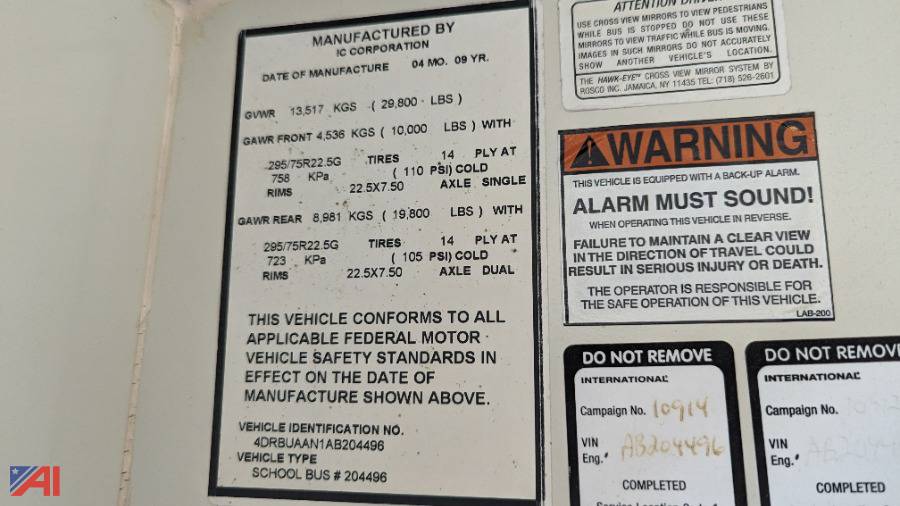 MANUFACTURED BY
IC CORPORATION
DATE OF MANUFACTURE 04 MO. 09 YR.
GVWR 13,517 KGS ( 29,800 LBS )
GAWR FRONT 4,536 KGS ( 10,000 LBS ) WITH
295/75R22.5G TIRES 14 PLY AT
758 KPa ( 110 PSI) COLD
RIMS 22.5X7.50 AXLE SINGLE
GAWR REAR 8,981 KGS ( 19,800 LBS ) WITH
295/75R22.5G TIRES 14 PLY AT
723 KPa ( 105 PSI) COLD
RIMS 22.5X7.50 AXLE DUAL
THIS VEHICLE CONFORMS TO ALL
APPLICABLE FEDERAL MOTOR
VEHICLE SAFETY STANDARDS IN
EFFECT ON THE DATE OF
MANUFACTURE SHOWN ABOVE.
VEHICLE IDENTIFICATION NO.
4DRBUAAN1AB204496
VEHICLE TYPE
SCHOOL BUS # 204496
ATTENTION DRIVER
USE CROSS VIEW MIRRORS TO VIEW PEDESTRIANS
WHILE BUS IS STOPPED DO NOT USE THESE
MIRRORS TO VIEW TRAFFIC WHILE BUS IS MOVING.
IMAGES IN SUCH MIRRORS DO NOT ACCURATELY
SHOW ANOTHER VEHICLE'S LOCATION.
THE HAWK-EYE™ CROSS VIEW MIRROR SYSTEM BY
ROSCO INC. JAMAICA, NY 11435 TEL: (718) 526-2601
WARNING
THIS VEHICLE IS EQUIPPED WITH A BACK-UP ALARM.
ALARM MUST SOUND!
WHEN OPERATING THIS VEHICLE IN REVERSE.
FAILURE TO MAINTAIN A CLEAR VIEW
IN THE DIRECTION OF TRAVEL COULD
RESULT IN SERIOUS INJURY OR DEATH.
THE OPERATOR IS RESPONSIBLE FOR
THE SAFE OPERATION OF THIS VEHICLE.
LAB-200
DO NOT REMOVE
INTERNATIONAL
Campaign No. 10914
VIN
Eng.# AB204496
COMPLETED
DO NOT REMOVE
INTERNATIONAL
Campaign No.
VIN
Eng.#
COMPLETED
AI